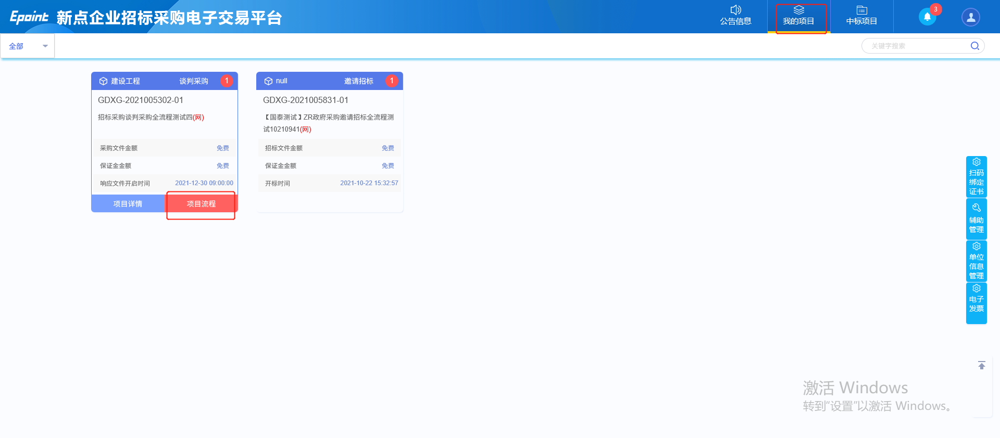 Epoint 新点企业招标采购电子交易平台
公告信息
我的项目
中标项目
3
全部
关键字搜索
建设工程 谈判采购 1
GDXG-2021005302-01
招标采购谈判采购全流程测试四(网)
采购文件金额 免费
保证金金额 免费
响应文件开启时间 2021-12-30 09:00:00
项目详情 项目流程
null 邀请招标 1
GDXG-2021005831-01
【国泰测试】ZR政府采购邀请招标全流程测
试10210941(网)
招标文件金额 免费
保证金金额 免费
开标时间 2021-10-22 15:32:57
扫码
绑定
证书
辅助
管理
单位
信息
管理
电子
发票
激活 Windows
转到“设置”以激活 Windows。